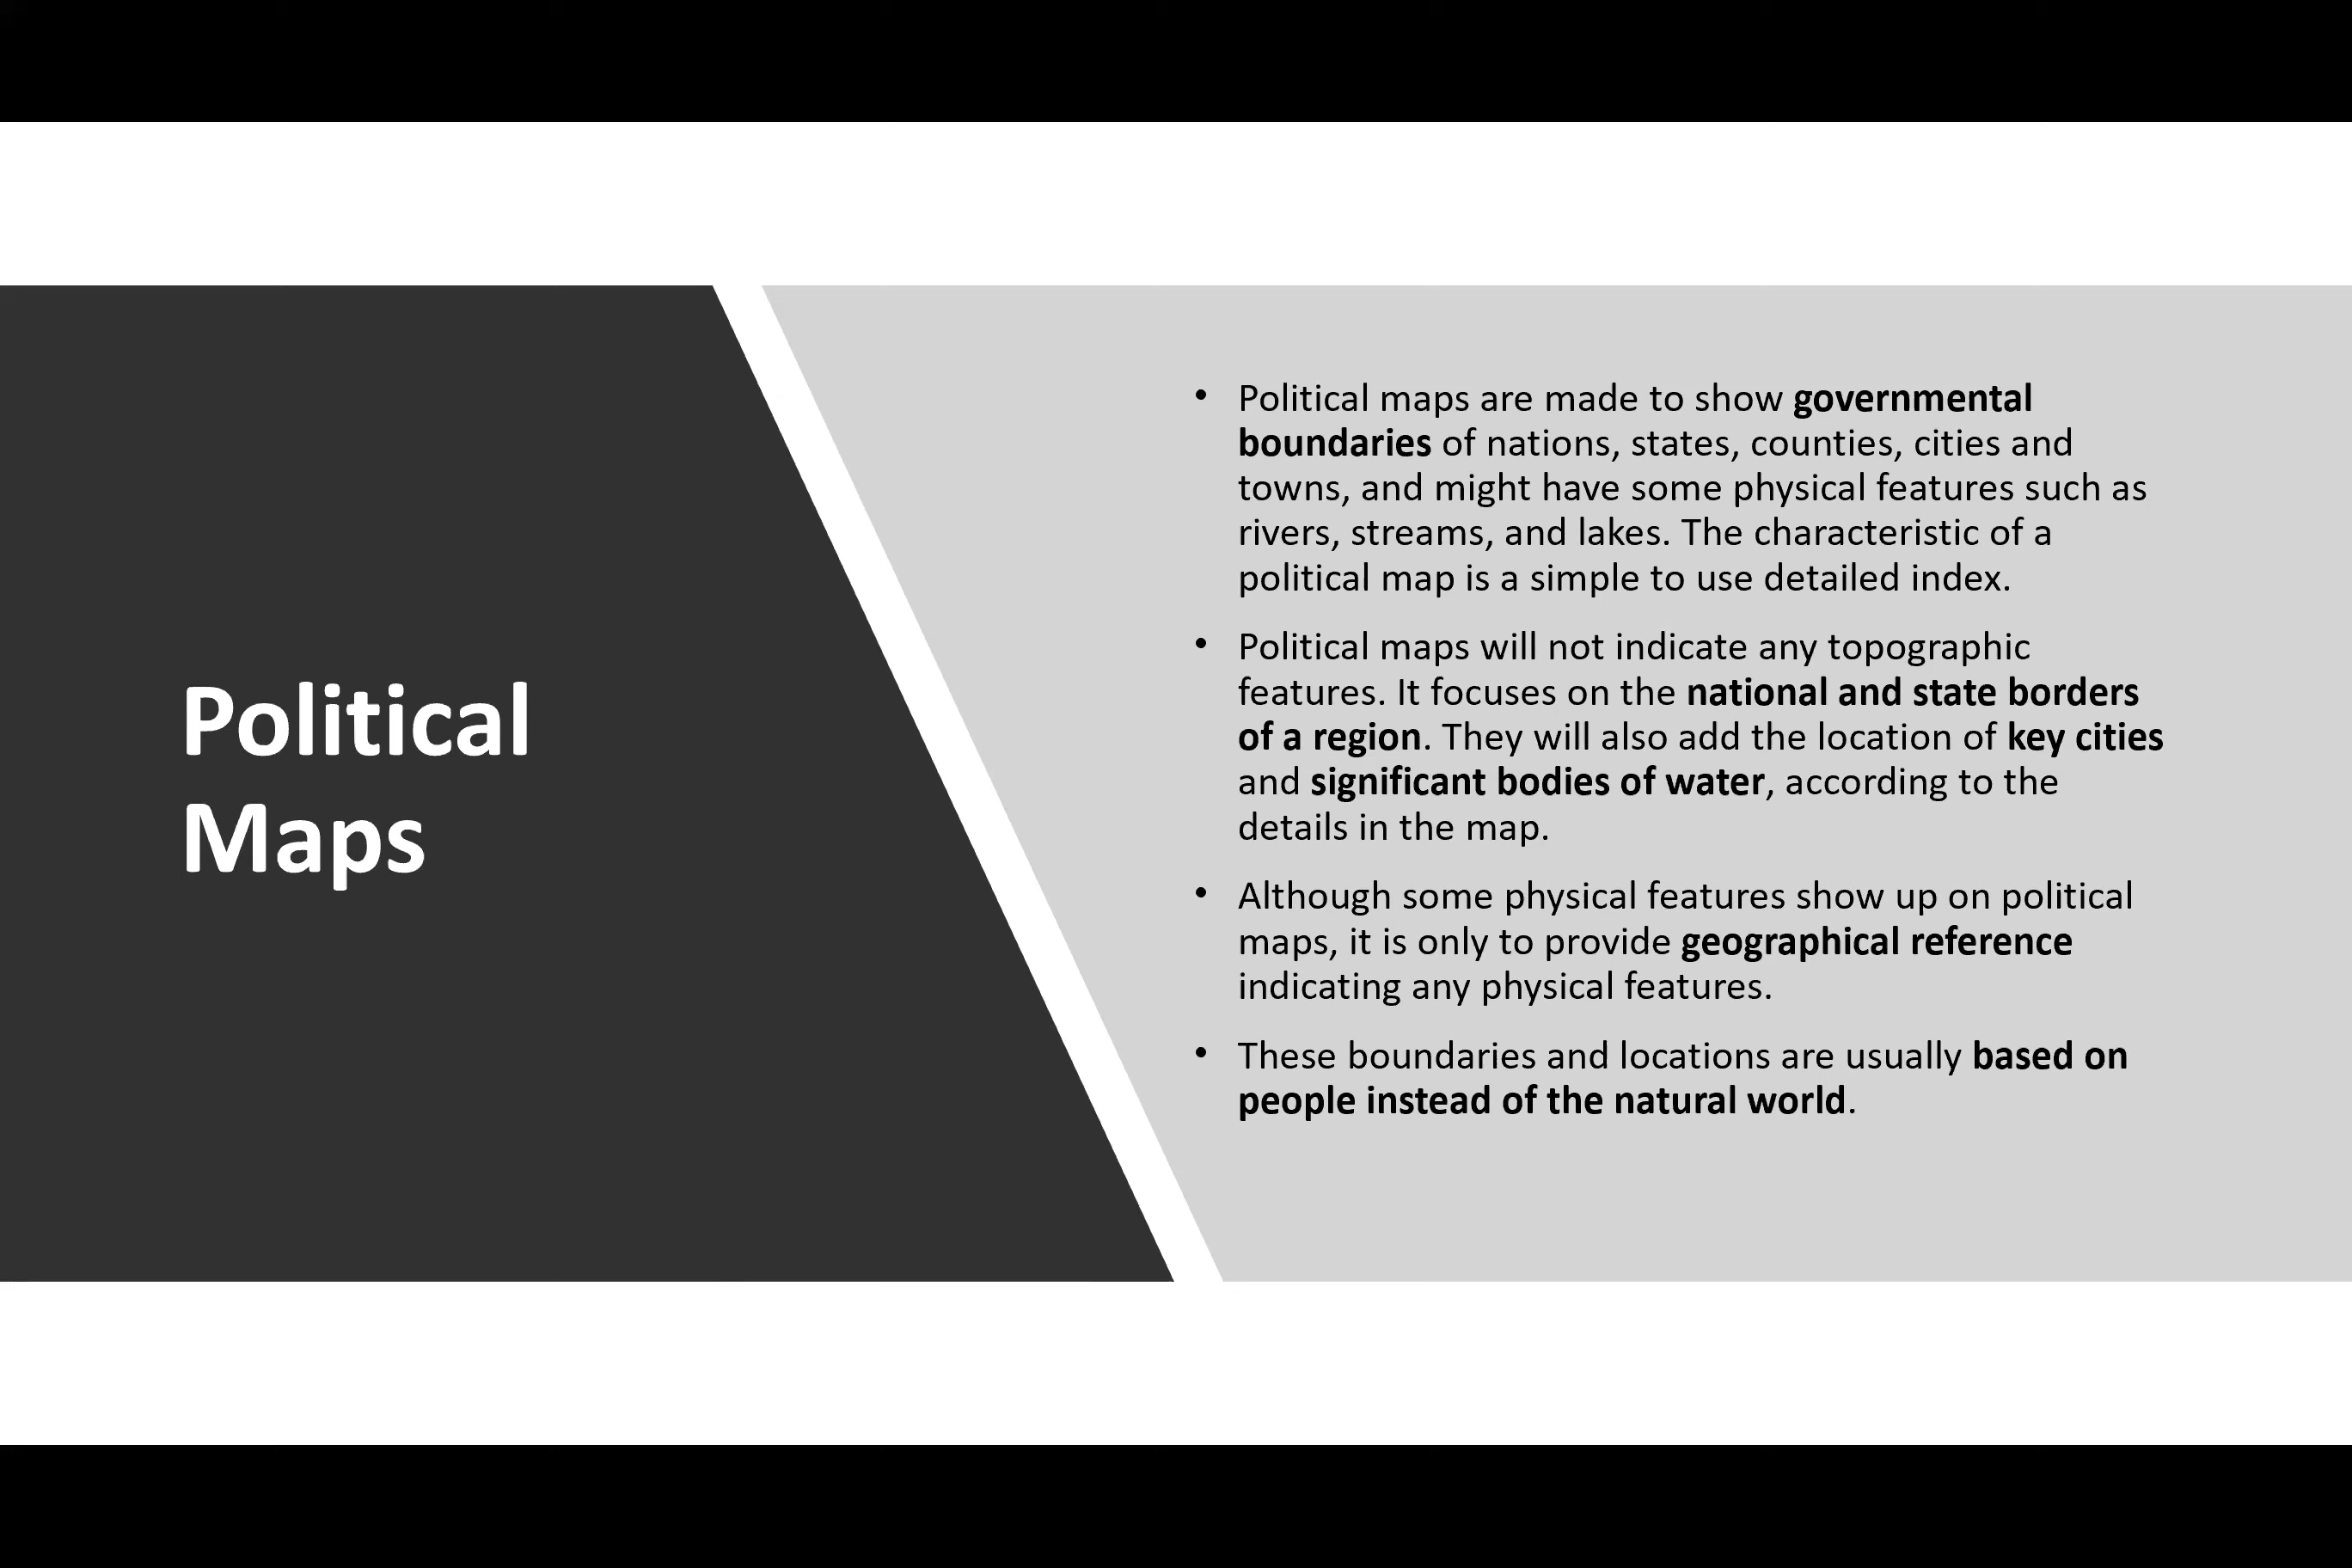 Political
Maps
• Political maps are made to show governmental
boundaries of nations, states, counties, cities and
towns, and might have some physical features such as
rivers, streams, and lakes. The characteristic of a
political map is a simple to use detailed index.
• Political maps will not indicate any topographic
features. It focuses on the national and state borders
of a region. They will also add the location of key cities
and significant bodies of water, according to the
details in the map.
• Although some physical features show up on political
maps, it is only to provide geographical reference
indicating any physical features.
• These boundaries and locations are usually based on
people instead of the natural world.